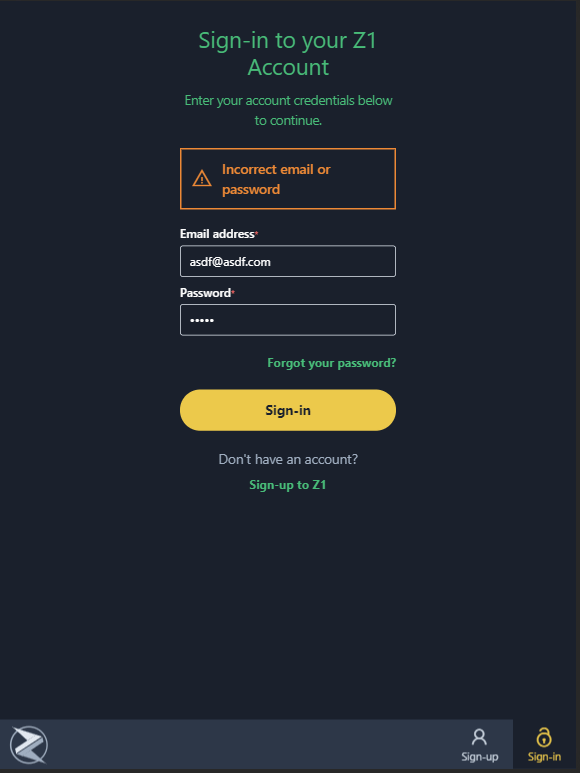 Sign-in to your Z1
Account
Enter your account credentials below
to continue.
Incorrect email or
password
Email address*
asdf@asdf.com
Password*
•••••
Forgot your password?
Sign-in
Don't have an account?
Sign-up to Z1
Sign-up
Sign-in